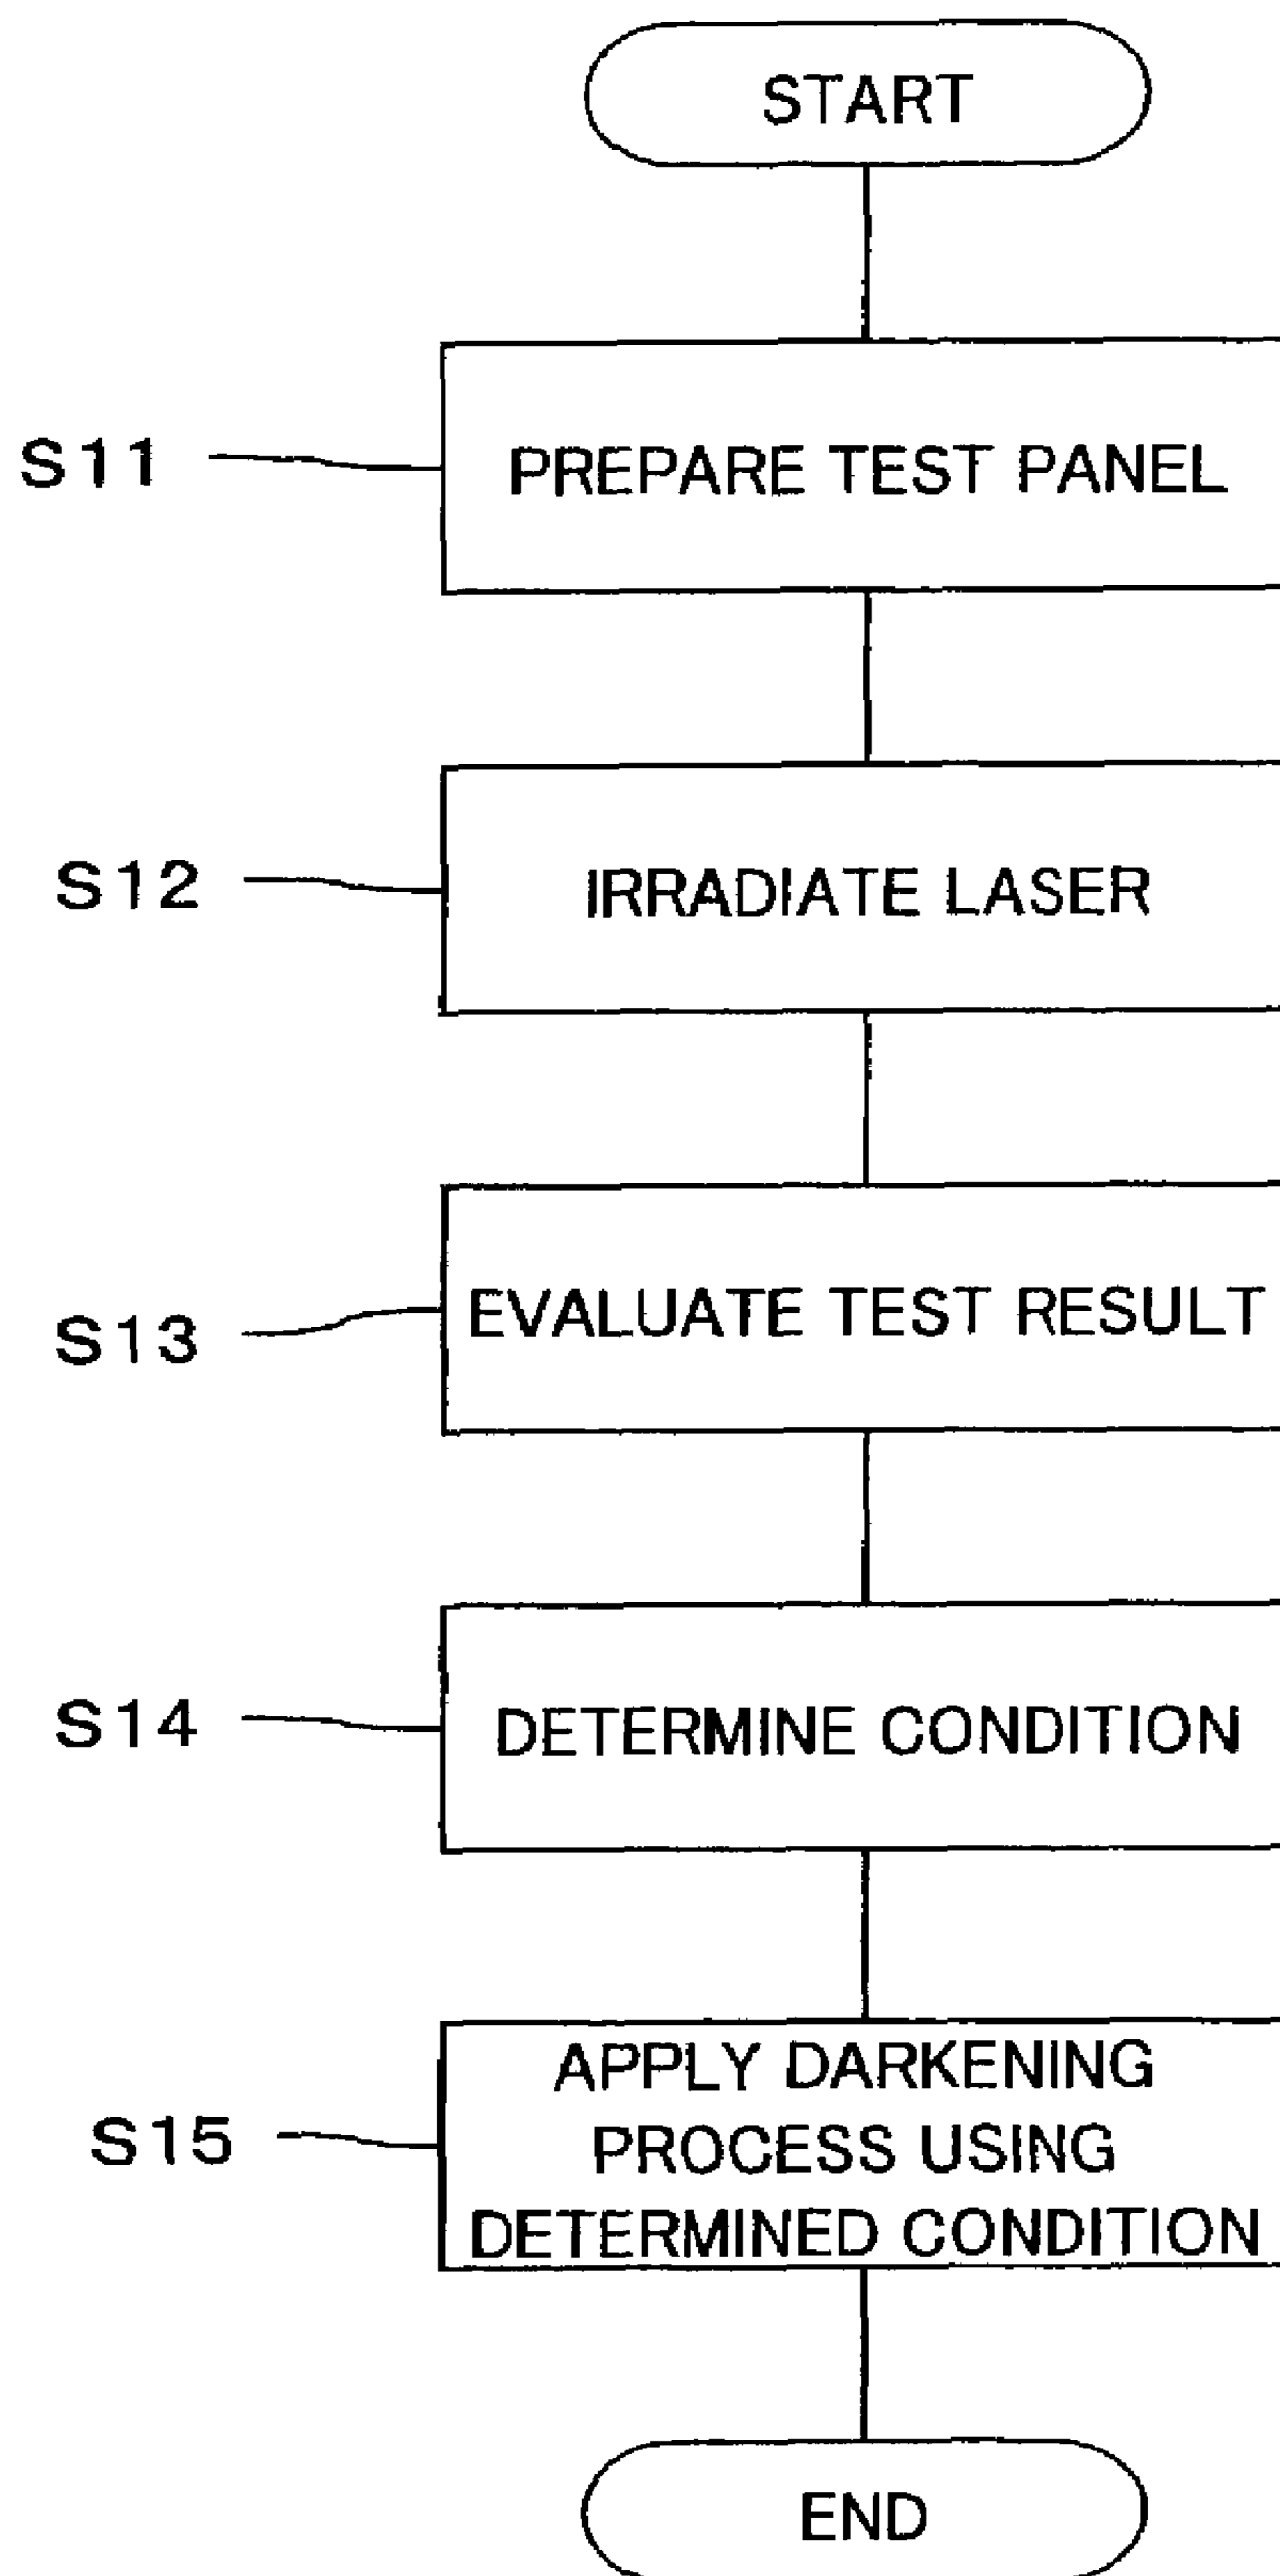 START
S11
PREPARE TEST PANEL
S12
IRRADIATE LASER
S13
EVALUATE TEST RESULT
S14
DETERMINE CONDITION
S15
APPLY DARKENING
PROCESS USING
DETERMINED CONDITION
END